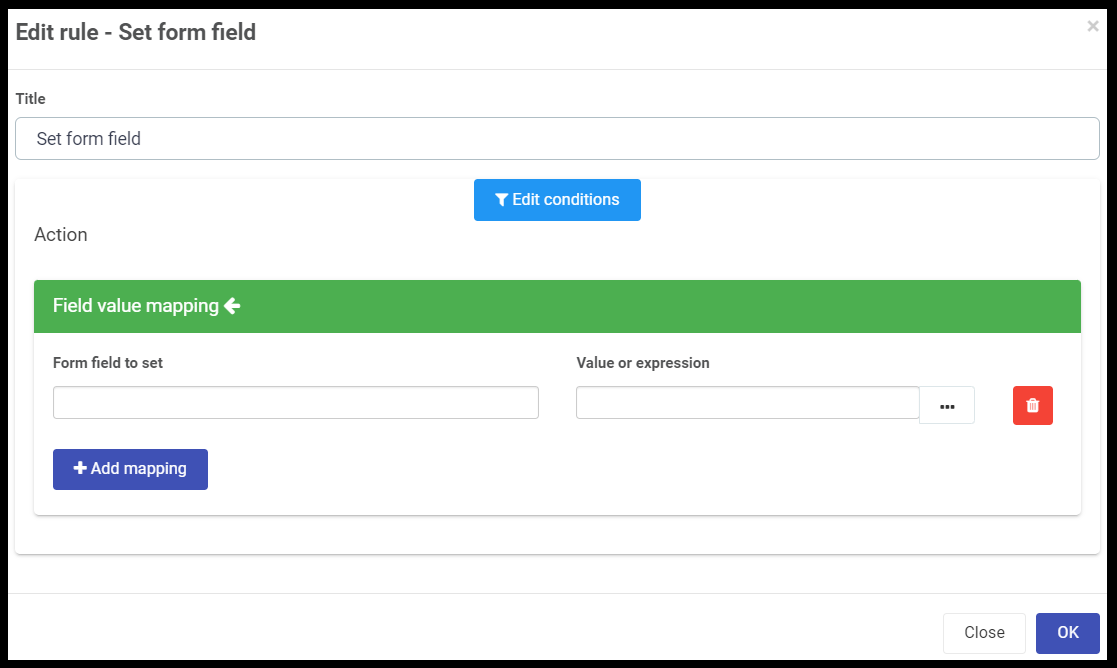 Edit rule - Set form field
Title
Set form field
Edit conditions
Action
Field value mapping
Form field to set
Value or expression
Add mapping
Close
OK